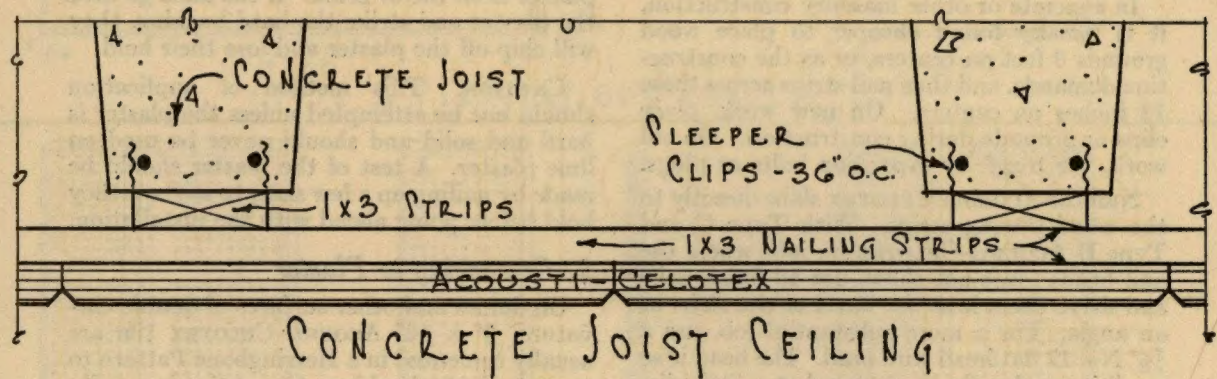 CONCRETE JOIST
SLEEPER
CLIPS - 36" O.C.
1X3 STRIPS
1X3 NAILING STRIPS
ACOUSTI-CELOTEX
CONCRETE JOIST CEILING